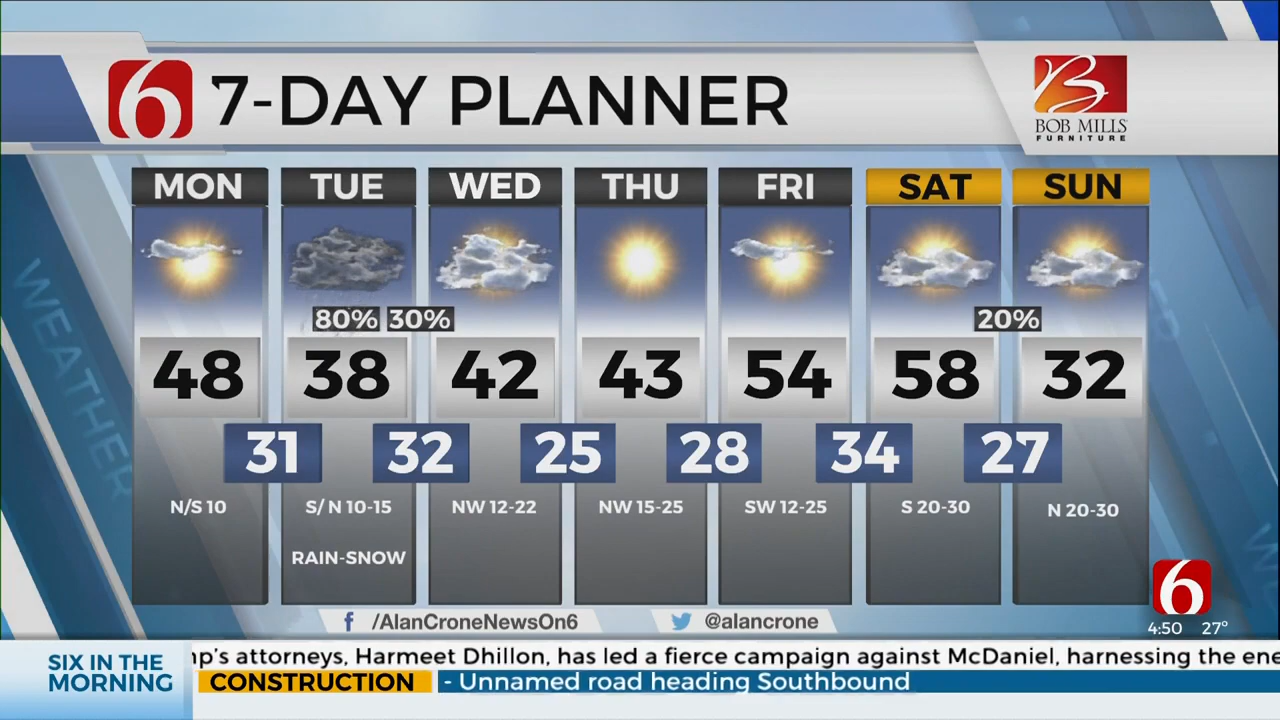 6 7-DAY PLANNER
BOB MILLS
FURNITURE
MON TUE WED THU FRI SAT SUN
80% 30% 20%
48 38 42 43 54 58 32
31 32 25 28 34 27
N/S 10 S/ N 10-15 NW 12-22 NW 15-25 SW 12-25 S 20-30 N 20-30
RAIN-SNOW
WEATHER
f /AlanCroneNewsOn6 @alancrone
6
4:50 27°
SIX IN THE
MORNING
p's attorneys, Harmeet Dhillon, has led a fierce campaign against McDaniel, harnessing the ene
CONSTRUCTION - Unnamed road heading Southbound